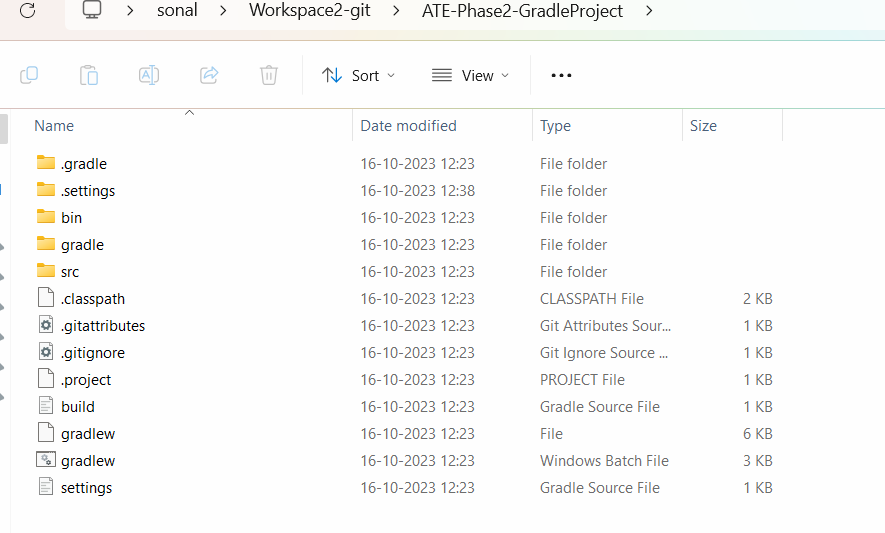 sonal > Workspace2-git > ATE-Phase2-GradleProject >
Sort View •••
Name Date modified Type Size
.gradle 16-10-2023 12:23 File folder
.settings 16-10-2023 12:38 File folder
bin 16-10-2023 12:23 File folder
gradle 16-10-2023 12:23 File folder
src 16-10-2023 12:23 File folder
.classpath 16-10-2023 12:23 CLASSPATH File 2 KB
.gitattributes 16-10-2023 12:23 Git Attributes Sour... 1 KB
.gitignore 16-10-2023 12:23 Git Ignore Source ... 1 KB
.project 16-10-2023 12:23 PROJECT File 1 KB
build 16-10-2023 12:23 Gradle Source File 1 KB
gradlew 16-10-2023 12:23 File 6 KB
gradlew 16-10-2023 12:23 Windows Batch File 3 KB
settings 16-10-2023 12:23 Gradle Source File 1 KB